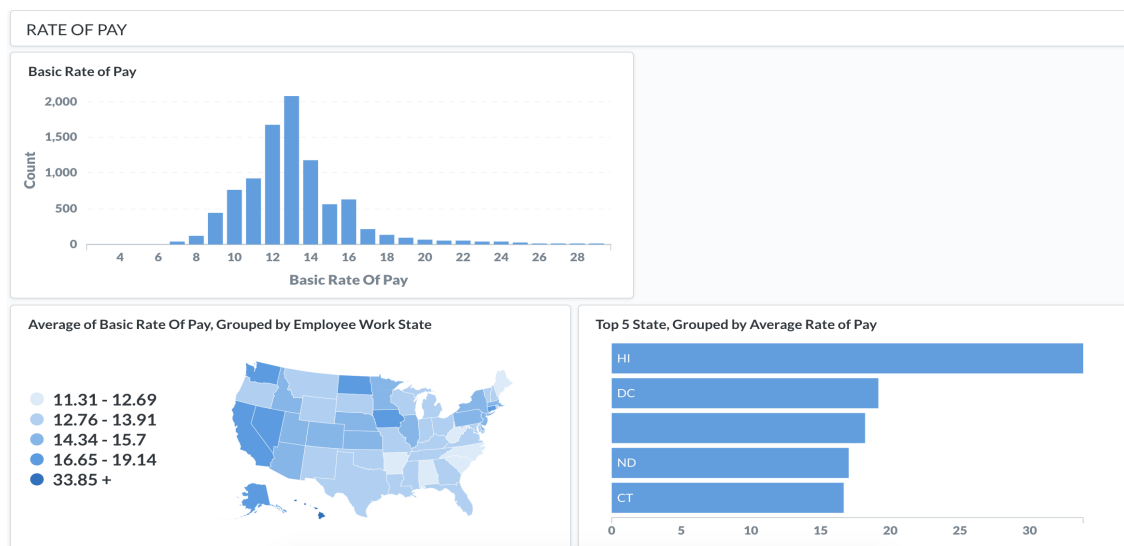 RATE OF PAY
Basic Rate of Pay
2,000
1,500
1,000
500
0
Count
4 6 8 10 12 14 16 18 20 22 24 26 28
Basic Rate Of Pay
Average of Basic Rate Of Pay, Grouped by Employee Work State
11.31 - 12.69
12.76 - 13.91
14.34 - 15.7
16.65 - 19.14
33.85 +
Top 5 State, Grouped by Average Rate of Pay
HI
DC
ND
CT
0 5 10 15 20 25 30